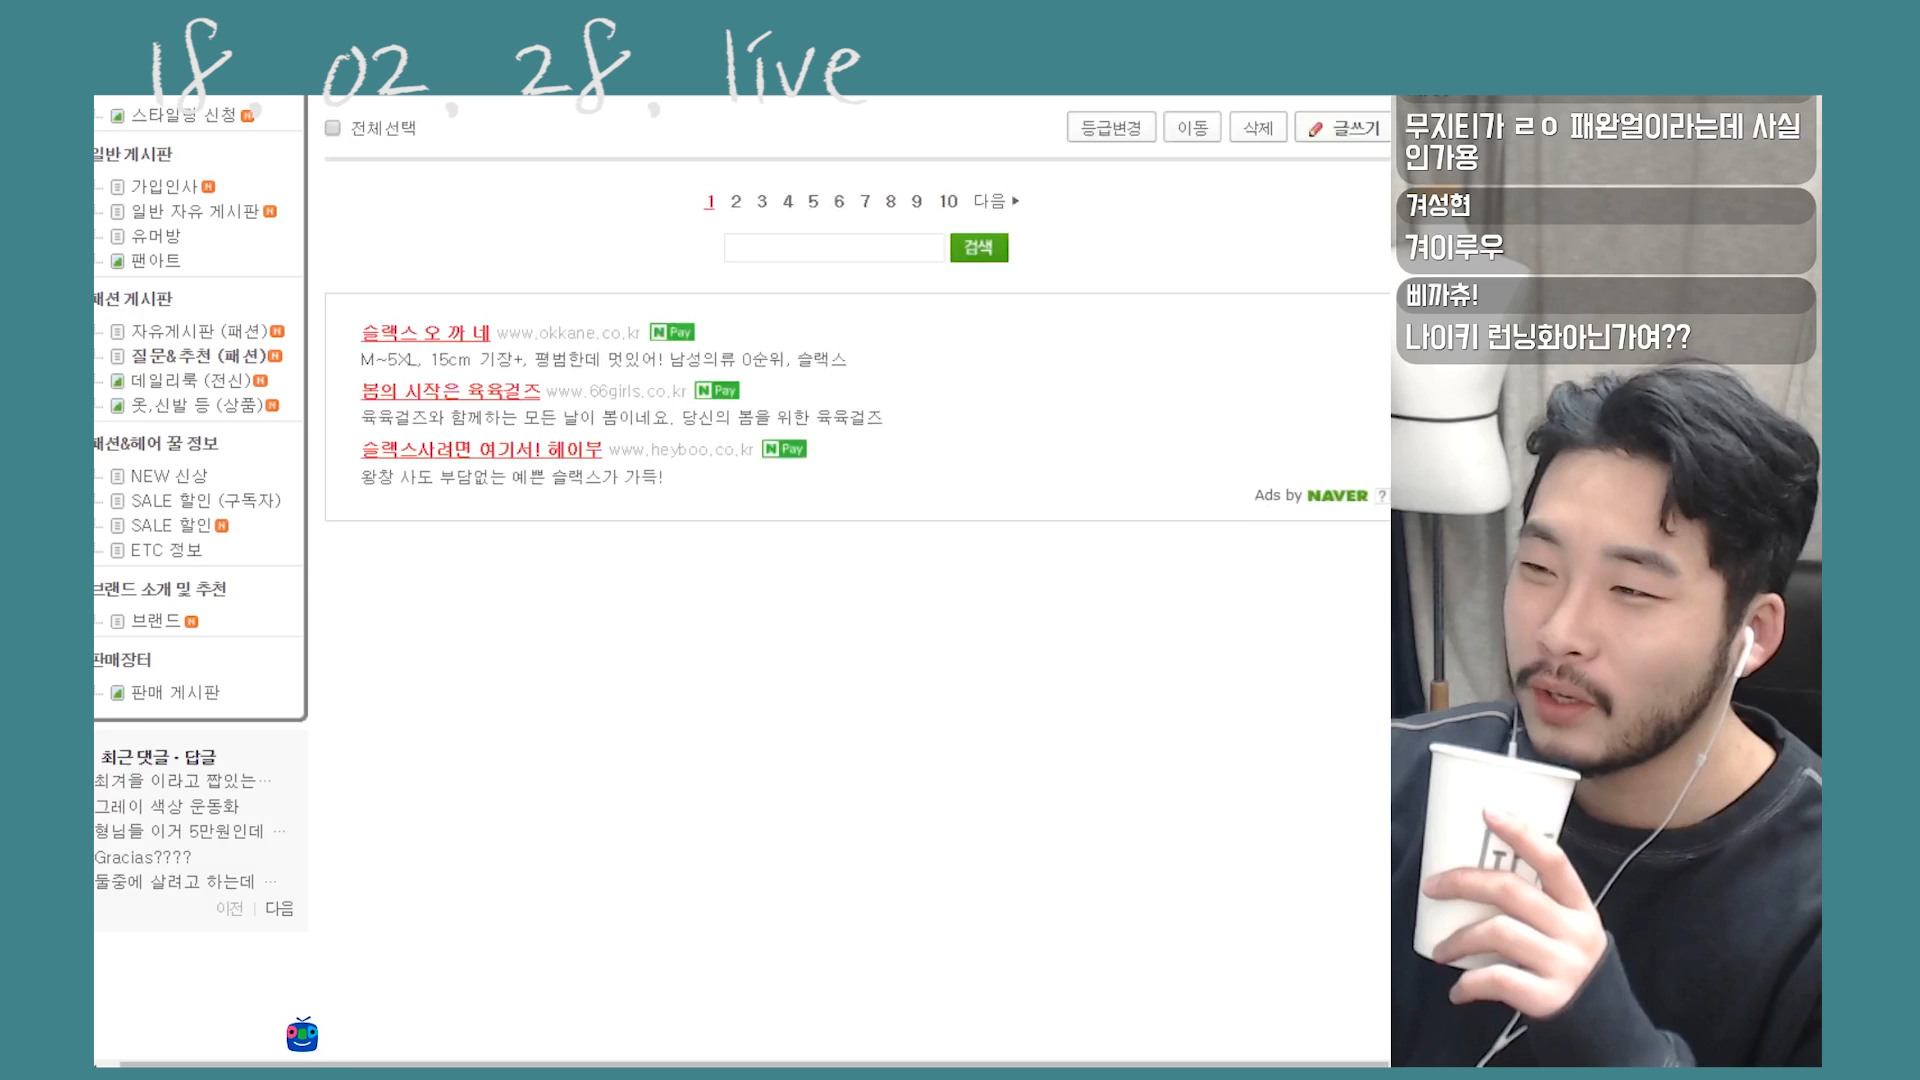 18. 02. 28. live
스타일링 신청 N
일반 게시판
가입인사 N
일반 자유 게시판 N
유머방
팬아트
패션 게시판
자유게시판 (패션) N
질문&추천 (패션) N
데일리룩 (전신) N
옷,신발 등 (상품) N
패션&헤어 꿀 정보
NEW 신상
SALE 할인 (구독자)
SALE 할인 N
ETC 정보
브랜드 소개 및 추천
브랜드 N
판매장터
판매 게시판
최근 댓글 · 답글
최겨울 이라고 짭있는…
그레이 색상 운동화
형님들 이거 5만원인데 …
Gracias????
둘중에 살려고 하는데 …
이전 | 다음
전체선택
등급변경 이동 삭제 글쓰기
1 2 3 4 5 6 7 8 9 10 다음
검색
슬랙스 오 까 네 www.okkane.co.kr N Pay
M~5XL, 15cm 기장+, 평범한데 멋있어! 남성의류 0순위, 슬랙스
봄의 시작은 육육걸즈 www.66girls.co.kr N Pay
육육걸즈와 함께하는 모든 날이 봄이네요. 당신의 봄을 위한 육육걸즈
슬랙스사려면 여기서! 헤이부 www.heyboo.co.kr N Pay
왕창 사도 부담없는 예쁜 슬랙스가 가득!
Ads by NAVER ?
무지티가 ㄹㅇ 패완얼이라는데 사실
인가용
겨성현
겨이루우
삐까츄!
나이키 런닝화아닌가여??